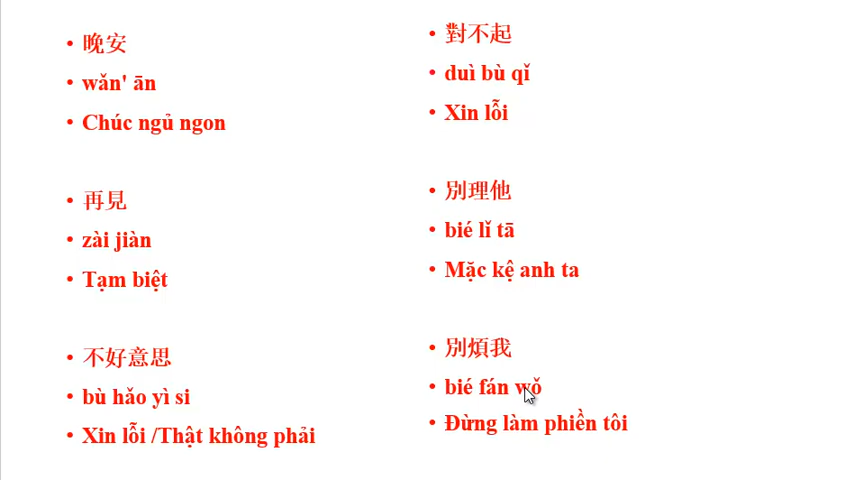 晚安
wǎn' ān
Chúc ngủ ngon
再見
zài jiàn
Tạm biệt
不好意思
bù hǎo yì si
Xin lỗi /Thật không phải
對不起
duì bù qǐ
Xin lỗi
別理他
bié lǐ tā
Mặc kệ anh ta
別煩我
bié fán wǒ
Đừng làm phiền tôi